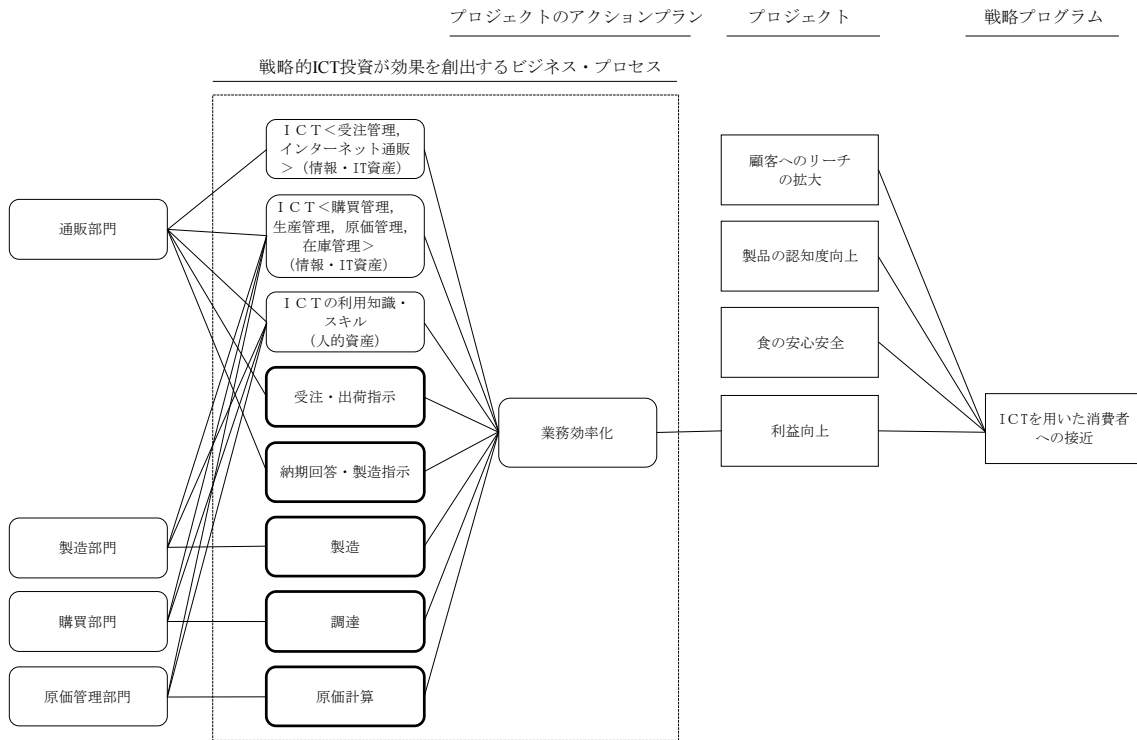 プロジェクトのアクションプラン
プロジェクト
戦略プログラム
戦略的ICT投資が効果を創出するビジネス・プロセス
ＩＣＴ＜受注管理,
インターネット通販
＞（情報・IT資産）
ＩＣＴ＜購買管理,
生産管理，原価管理,
在庫管理＞
（情報・IT資産）
ＩＣＴの利用知識・
スキル
（人的資産）
受注・出荷指示
納期回答・製造指示
製造
調達
原価計算
通販部門
製造部門
購買部門
原価管理部門
業務効率化
顧客へのリーチ
の拡大
製品の認知度向上
食の安心安全
利益向上
ICTを用いた消費者
への接近